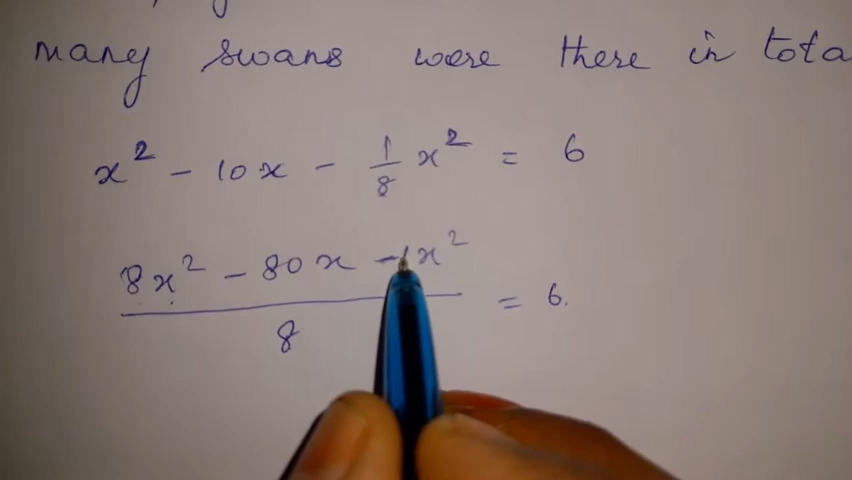 many swans were there in tota
x² - 10x - 1/8 x² = 6
8x² - 80x - 1x² / 8 = 6.